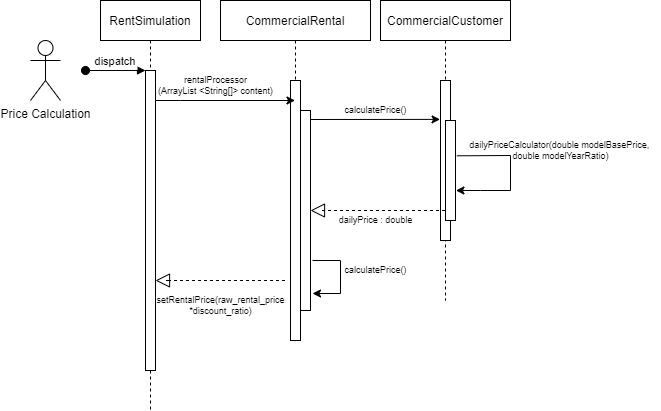 RentSimulation
CommercialRental
CommercialCustomer
dispatch
Price Calculation
rentalProcessor
(ArrayList <String[]> content)
calculatePrice()
dailyPriceCalculator(double modelBasePrice,
double modelYearRatio)
dailyPrice : double
calculatePrice()
setRentalPrice(raw_rental_price
*discount_ratio)